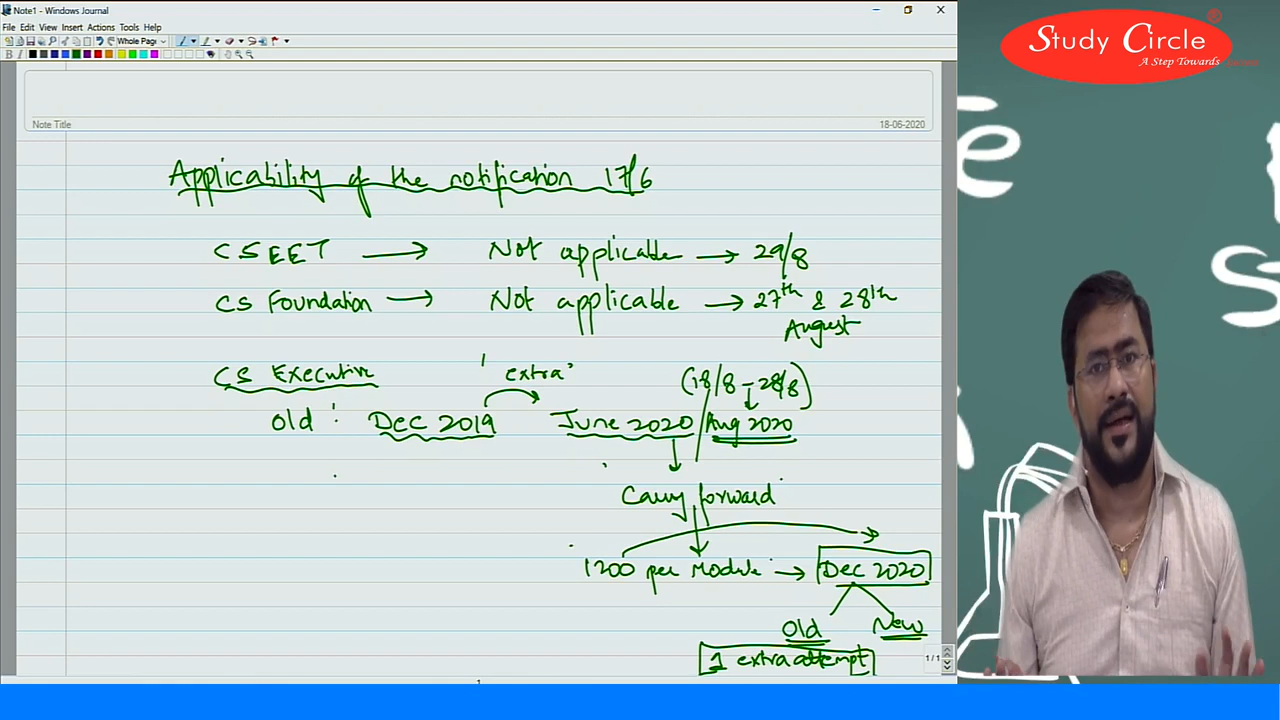 Note1 - Windows Journal
File Edit View Insert Actions Tools Help
Whole Page
B I
Note Title
18-06-2020
Applicability of the notification 17/6
CSEET → Not applicable → 29/8
CS Foundation → Not applicable → 27th & 28th August
CS Executive
"extra"
(18/8 - 28/8)
Old : Dec 2019 June 2020 / Aug 2020
Carry forward
1200 per Module → Dec 2020
Old New
1 extra attempt
1/1
Study Circle
®
A Step Towards